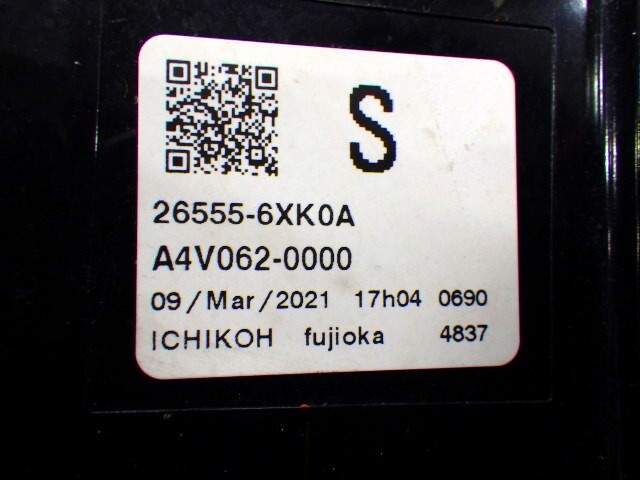 S
26555-6XK0A
A4V062-0000
09/Mar/2021 17h04 0690
ICHIKOH fujioka 4837